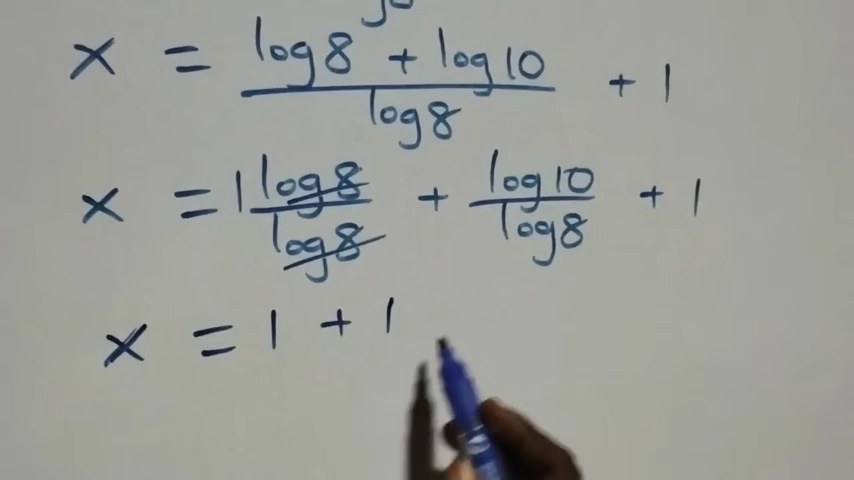 x = log8 + log10 / log8 + 1
x = 1 log8 / log8 + log10 / log8 + 1
x = 1 + 1